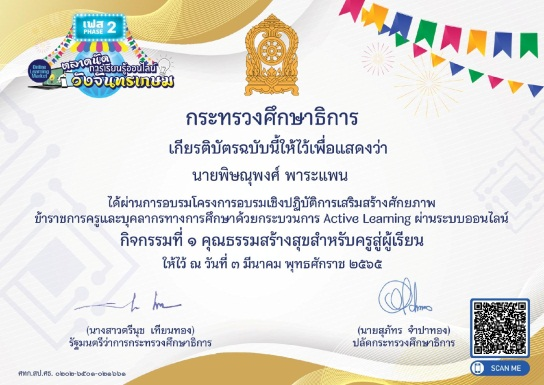 เฟส 2
PHASE
Online Learning Market
ตลาดนัด
การเรียนรู้ออนไลน์
วังจันทรเกษม
กระทรวงศึกษาธิการ
เกียรติบัตรฉบับนี้ให้ไว้เพื่อแสดงว่า
นายพิษณุพงศ์ พาระแพน
ได้ผ่านการอบรมโครงการอบรมเชิงปฏิบัติการเสริมสร้างศักยภาพ
ข้าราชการครูและบุคลากรทางการศึกษาด้วยกระบวนการ Active Learning ผ่านระบบออนไลน์
กิจกรรมที่ ๑ คุณธรรมสร้างสุขสำหรับครูสู่ผู้เรียน
ให้ไว้ ณ วันที่ ๓ มีนาคม พุทธศักราช ๒๕๖๕
(นางสาวตรีนุช เทียนทอง)
รัฐมนตรีว่าการกระทรวงศึกษาธิการ
(นายสุภัทร จำปาทอง)
ปลัดกระทรวงศึกษาธิการ
SCAN ME